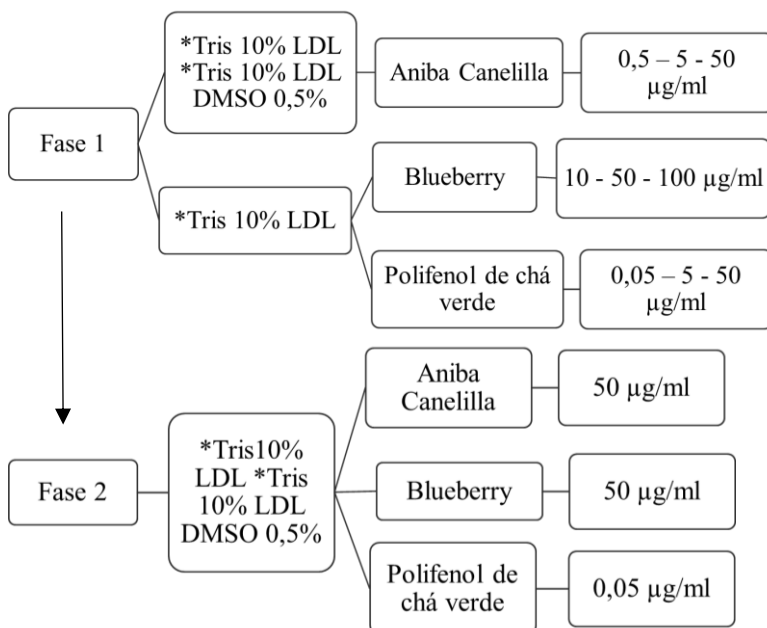 *Tris 10% LDL
*Tris 10% LDL
DMSO 0,5%
Aniba Canelilla
0,5 – 5 - 50
µg/ml
Fase 1
Blueberry
10 - 50 - 100 µg/ml
*Tris 10% LDL
Polifenol de chá
verde
0,05 – 5 - 50
µg/ml
Aniba
Canelilla
50 µg/ml
Fase 2
*Tris10%
LDL *Tris
10% LDL
DMSO 0,5%
Blueberry
50 µg/ml
Polifenol de
chá verde
0,05 µg/ml